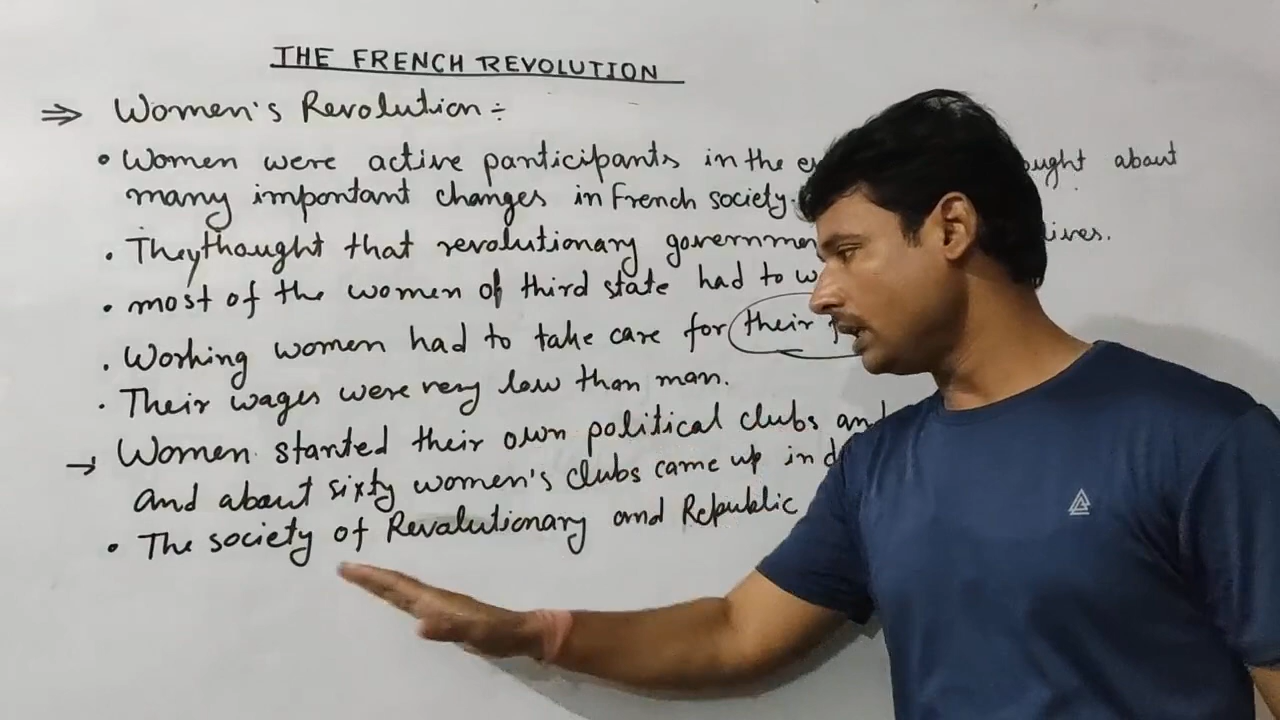 THE FRENCH REVOLUTION
⇒ Women's Revolution ÷
• Women were active participants in the about
many important changes in French society.
• They thought that revolutionary lives.
• most of the women of third state had to
• Working women had to take care for their
• Their wages were very low than man.
→ Women started their own political clubs
and about sixty women's clubs came up in
• The society of Revalutionary and Republic